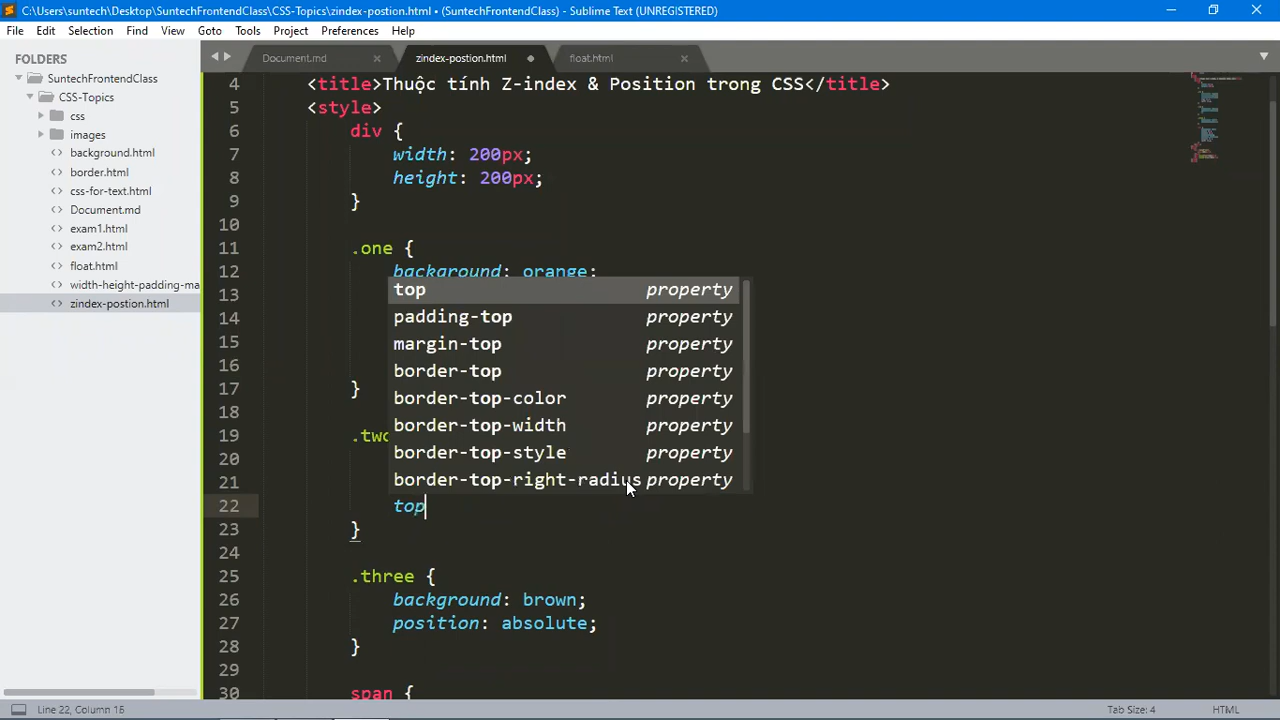 C:\Users\suntech\Desktop\SuntechFrontendClass\CSS-Topics\zindex-postion.html • (SuntechFrontendClass) - Sublime Text (UNREGISTERED)
File Edit Selection Find View Goto Tools Project Preferences Help
FOLDERS
SuntechFrontendClass
CSS-Topics
css
images
background.html
border.html
css-for-text.html
Document.md
exam1.html
exam2.html
float.html
width-height-padding-ma
zindex-postion.html
Document.md zindex-postion.html float.html
4 <title>Thuộc tính Z-index & Position trong CSS</title>
5 <style>
6 div {
7 width: 200px;
8 height: 200px;
9 }
10
11 .one {
12 background: orange;
13
14
15
16
17 }
18
19 .two
20
21
22 top
23 }
24
25 .three {
26 background: brown;
27 position: absolute;
28 }
29
30 span {
top property
padding-top property
margin-top property
border-top property
border-top-color property
border-top-width property
border-top-style property
border-top-right-radius property
Line 22, Column 16 Tab Size: 4 HTML